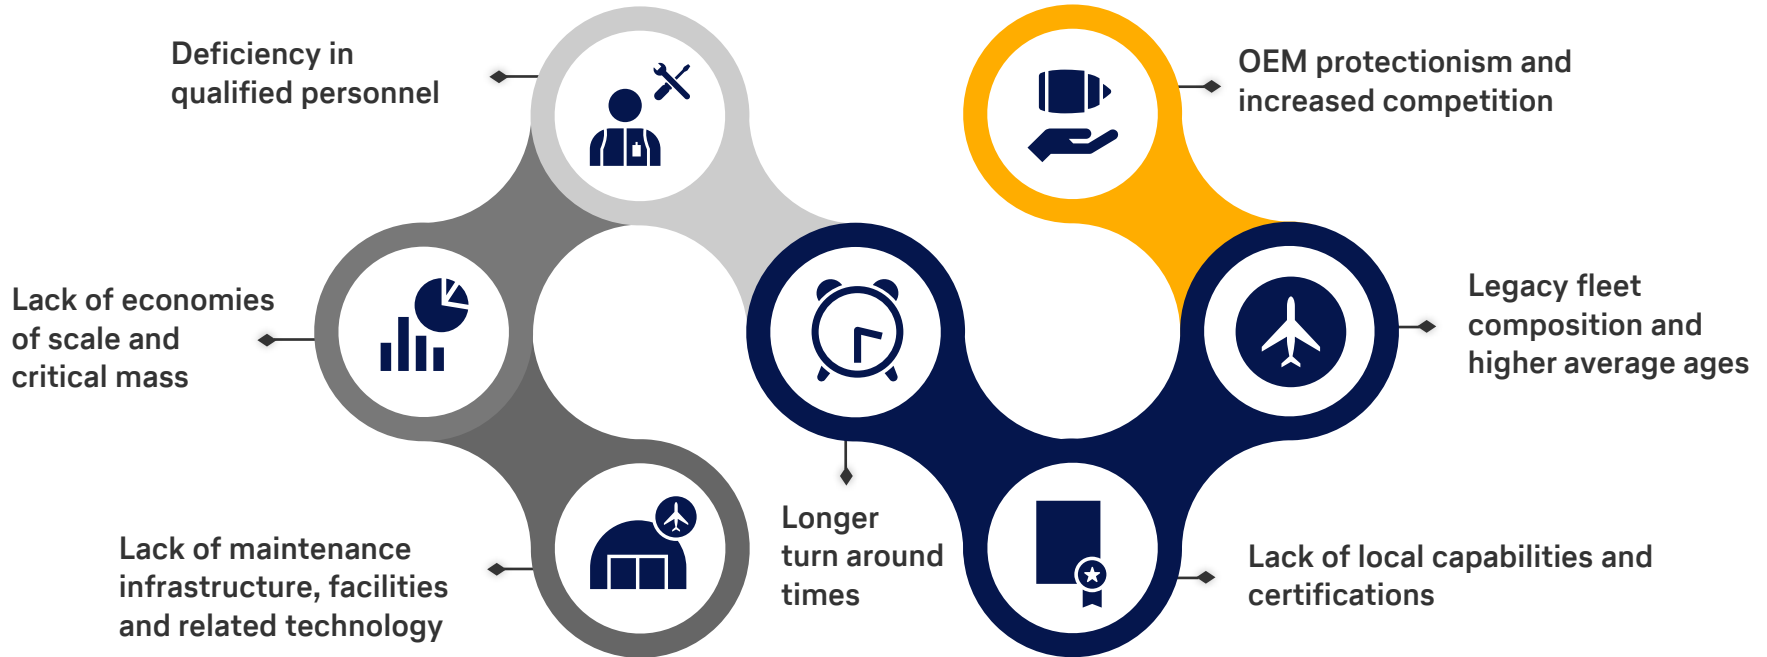 Deficiency in
qualified personnel
OEM protectionism and
increased competition
Lack of economies
of scale and
critical mass
Legacy fleet
composition and
higher average ages
Longer
turn around
times
Lack of maintenance
infrastructure, facilities
and related technology
Lack of local capabilities and
certifications